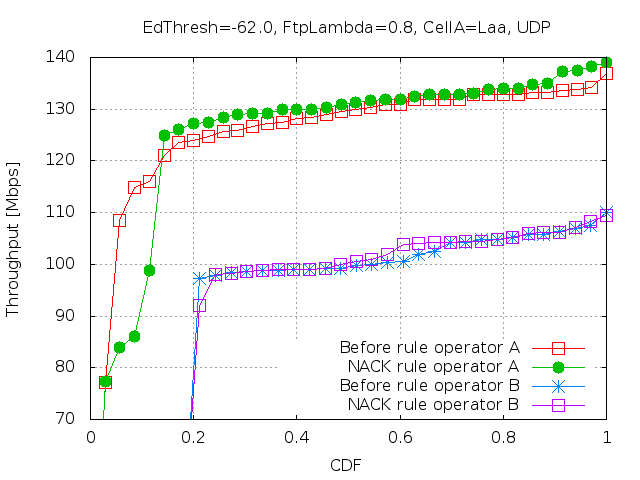 EdThresh=-62.0, FtpLambda=0.8, CellA=Laa, UDP
140
130
120
110
100
90
80
70
Throughput [Mbps]
Before rule operator A
NACK rule operator A
Before rule operator B
NACK rule operator B
0 0.2 0.4 0.6 0.8 1
CDF